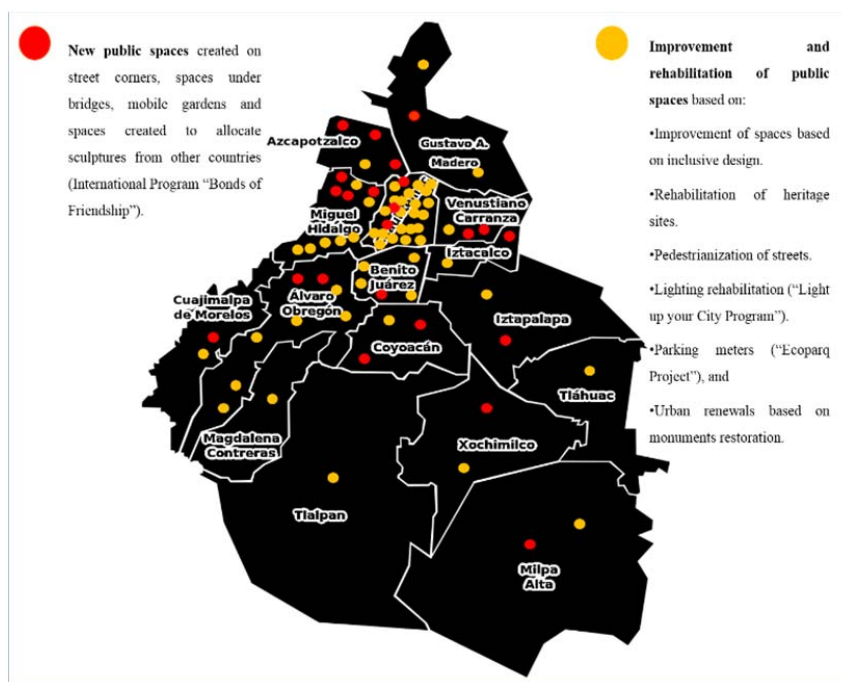 New public spaces created on
street corners, spaces under
bridges, mobile gardens and
spaces created to allocate
sculptures from other countries
(International Program “Bonds of
Friendship”).
Improvement and
rehabilitation of public
spaces based on:
•Improvement of spaces based
on inclusive design.
•Rehabilitation of heritage
sites.
•Pedestrianization of streets.
•Lighting rehabilitation (“Light
up your City Program”).
•Parking meters (“Ecoparq
Project”), and
•Urban renewals based on
monuments restoration.
Azcapotzalco
Gustavo A.
Madero
Miguel
Hidalgo
Venustiano
Carranza
Iztacalco
Benito
Juárez
Cuajimalpa
de Morelos
Álvaro
Obregón
Coyoacán
Iztapalapa
Tláhuac
Magdalena
Contreras
Xochimilco
Tlalpan
Milpa
Alta